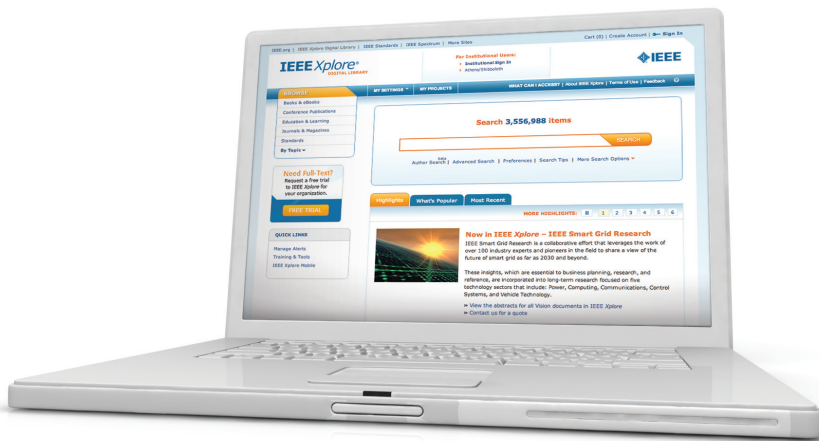 IEEE.org | IEEE Xplore Digital Library | IEEE Standards | IEEE Spectrum | More Sites
Cart (0) | Create Account | Sign In
IEEE Xplore®
DIGITAL LIBRARY
For Institutional Users:
Institutional Sign In
Athens/Shibboleth
IEEE
BROWSE
MY SETTINGS
MY PROJECTS
WHAT CAN I ACCESS? | About IEEE Xplore | Terms of Use | Feedback
Books & eBooks
Conference Publications
Education & Learning
Journals & Magazines
Standards
By Topic
Search 3,556,988 items
SEARCH
beta
Author Search | Advanced Search | Preferences | Search Tips | More Search Options
Need Full-Text?
Request a free trial
to IEEE Xplore for
your organization.
FREE TRIAL
Highlights
What's Popular
Most Recent
MORE HIGHLIGHTS: 1 2 3 4 5 6
QUICK LINKS
Manage Alerts
Training & Tools
IEEE Xplore Mobile
Now in IEEE Xplore – IEEE Smart Grid Research
IEEE Smart Grid Research is a collaborative effort that leverages the work of
over 100 industry experts and pioneers in the field to share a view of the
future of smart grid as far as 2030 and beyond.
These insights, which are essential to business planning, research, and
reference, are incorporated into long-term research focused on five
technology sectors that include: Power, Computing, Communications, Control
Systems, and Vehicle Technology.
» View the abstracts for all Vision documents in IEEE Xplore
» Contact us for a quote